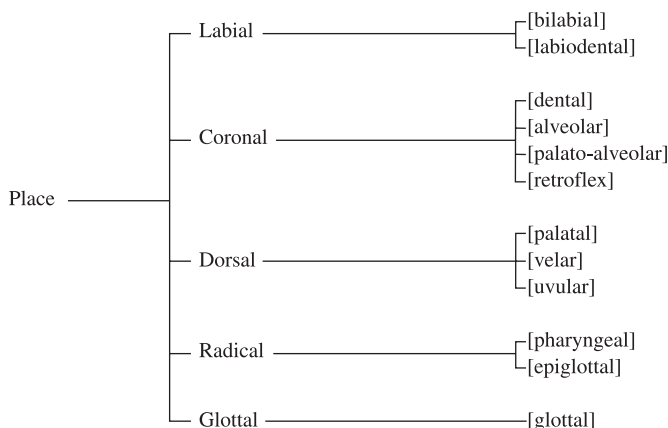 Labial
[bilabial]
[labiodental]
Coronal
[dental]
[alveolar]
[palato-alveolar]
[retroflex]
Place
Dorsal
[palatal]
[velar]
[uvular]
Radical
[pharyngeal]
[epiglottal]
Glottal
[glottal]